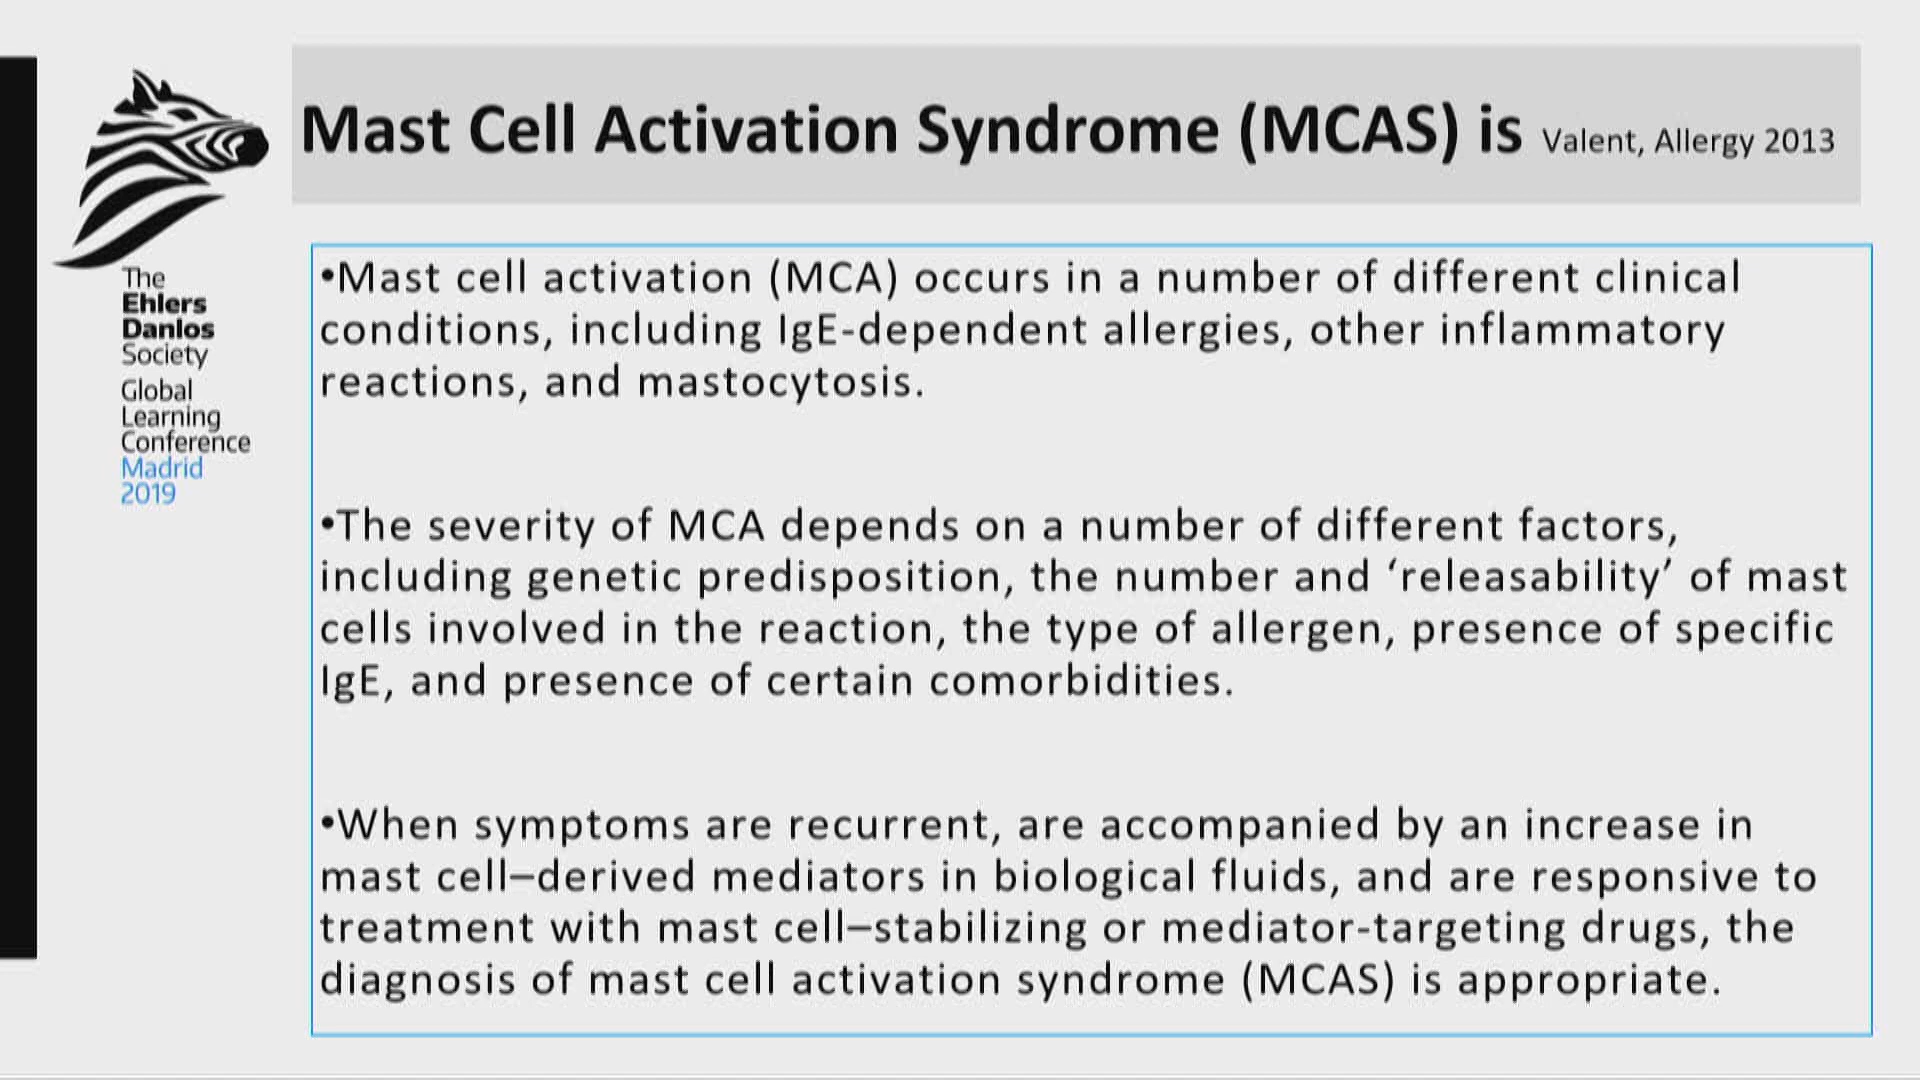 Mast Cell Activation Syndrome (MCAS) is Valent, Allergy 2013
The
Ehlers
Danlos
Society
Global
Learning
Conference
Madrid
2019
•Mast cell activation (MCA) occurs in a number of different clinical
conditions, including IgE-dependent allergies, other inflammatory
reactions, and mastocytosis.
•The severity of MCA depends on a number of different factors,
including genetic predisposition, the number and ‘releasability’ of mast
cells involved in the reaction, the type of allergen, presence of specific
IgE, and presence of certain comorbidities.
•When symptoms are recurrent, are accompanied by an increase in
mast cell–derived mediators in biological fluids, and are responsive to
treatment with mast cell–stabilizing or mediator-targeting drugs, the
diagnosis of mast cell activation syndrome (MCAS) is appropriate.